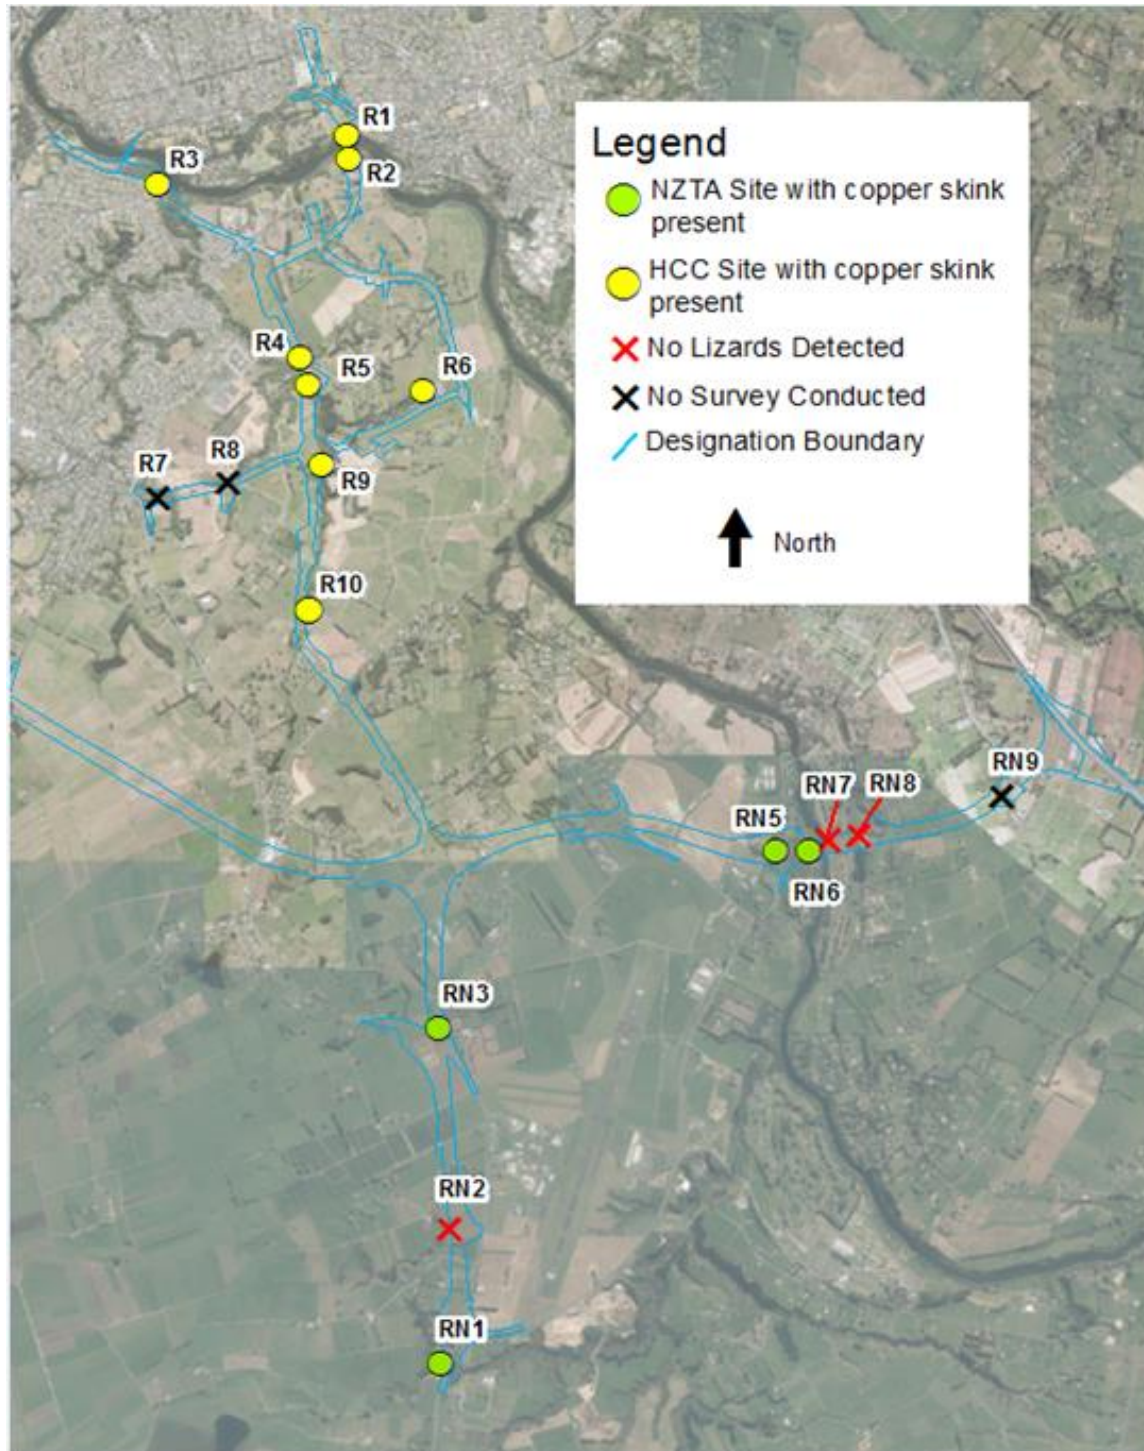 R1
R2
R3
Legend
NZTA Site with copper skink
present
HCC Site with copper skink
present
No Lizards Detected
No Survey Conducted
Designation Boundary
North
R4
R5
R6
R7
R8
R9
R10
RN9
RN7
RN8
RN5
RN6
RN3
RN2
RN1